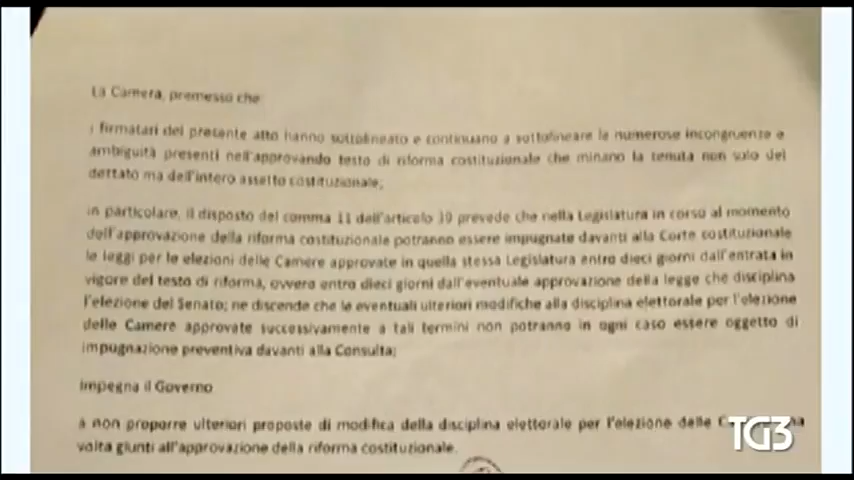 La Camera, premesso che
i firmatari del presente atto hanno sottolineato e continuano a sottolineare le numerose incongruenze e
ambiguità presenti nell'approvando testo di riforma costituzionale che minano la tenuta non solo del
dettato ma dell'intero assetto costituzionale;
in particolare, il disposto del comma 11 dell'articolo 39 prevede che nella Legislatura in corso al momento
dell'approvazione della riforma costituzionale potranno essere impugnate davanti alla Corte costituzionale
le leggi per le elezioni delle Camere approvate in quella stessa Legislatura entro dieci giorni dall'entrata in
vigore del testo di riforma, ovvero entro dieci giorni dall'eventuale approvazione della legge che disciplina
l'elezione del Senato; ne discende che le eventuali ulteriori modifiche alla disciplina elettorale per l'elezione
delle Camere approvate successivamente a tali termini non potranno in ogni caso essere oggetto di
impugnazione preventiva davanti alla Consulta;
impegna il Governo
a non proporre ulteriori proposte di modifica della disciplina elettorale per l'elezione delle
volta giunti all'approvazione della riforma costituzionale.
TG3